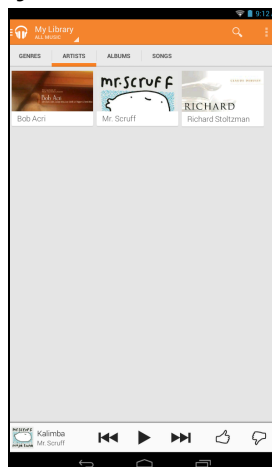 9:12
My Library
ALL MUSIC
GENRES ARTISTS ALBUMS SONGS
Bob Acri
mr.scruff
RICHARD
Bob Acri
Mr. Scruff
Richard Stoltzman
Kalimba
Mr. Scruff